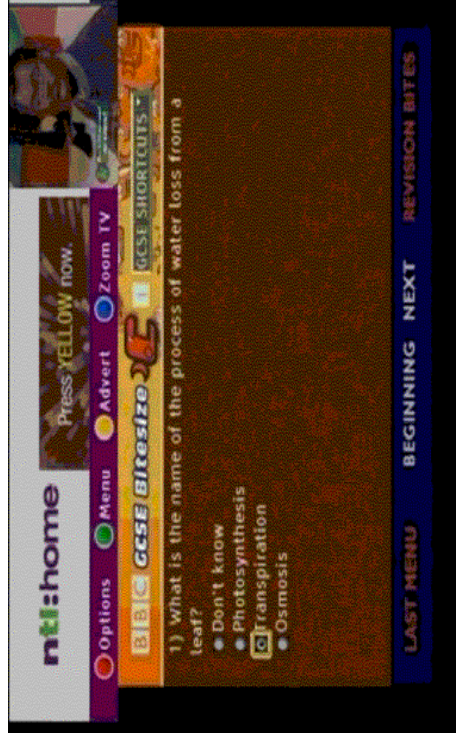 ntl:home
Press YELLOW now.
Options Menu Advert Zoom TV
BBC GCSE Bitesize GCSE SHORTCUTS
1) What is the name of the process of water loss from a
leaf?
Don't know
Photosynthesis
Transpiration
Osmosis
LAST MENU BEGINNING NEXT REVISION BITES